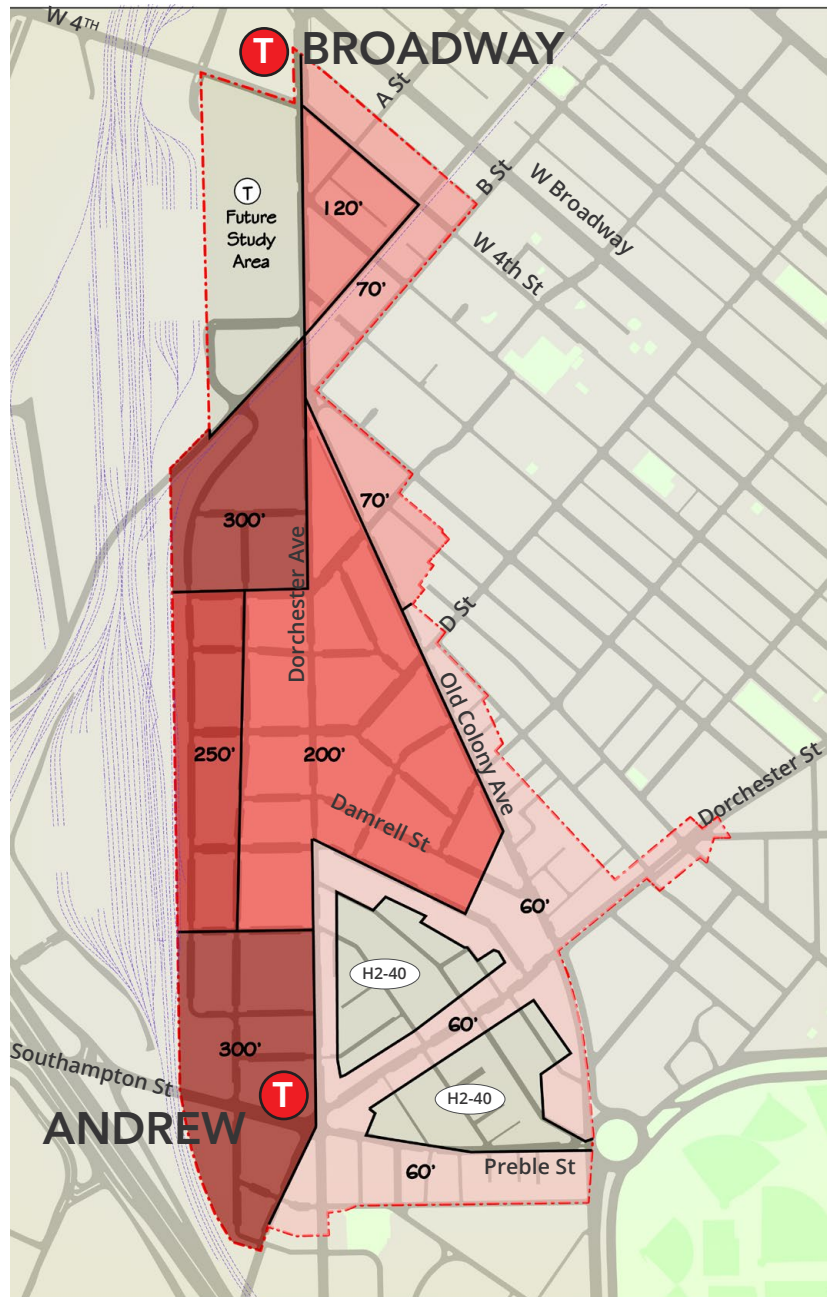 W 4TH
T BROADWAY
A St
B St
W Broadway
T
Future
Study
Area
120'
W 4th St
70'
70'
300'
Dorchester Ave
D St
Old Colony Ave
250'
200'
Dorchester St
Damrell St
60'
H2-40
60'
300'
Southampton St
T
H2-40
ANDREW
60'
Preble St